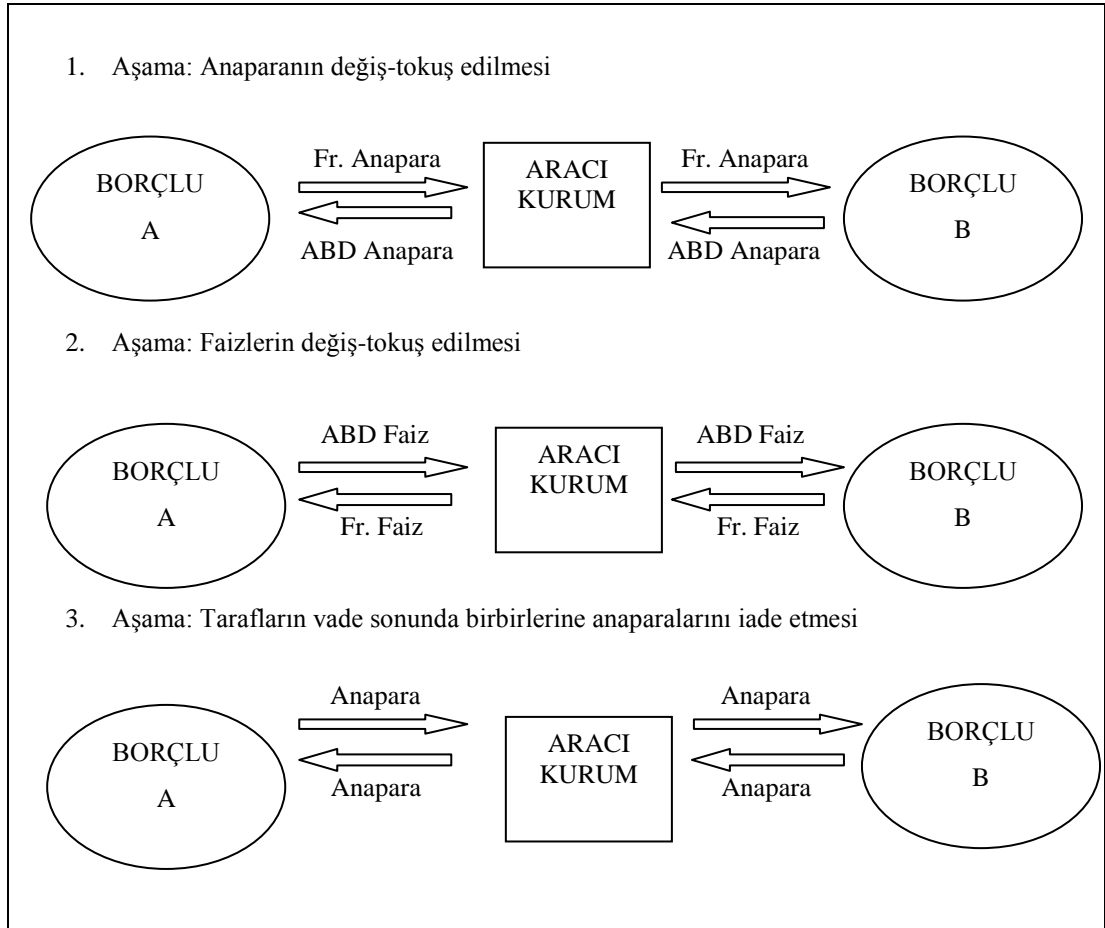 1. Aşama: Anaparanın değiş-tokuş edilmesi
BORÇLU
A
Fr. Anapara
ABD Anapara
ARACI
KURUM
Fr. Anapara
ABD Anapara
BORÇLU
B
2. Aşama: Faizlerin değiş-tokuş edilmesi
BORÇLU
A
ABD Faiz
Fr. Faiz
ARACI
KURUM
ABD Faiz
Fr. Faiz
BORÇLU
B
3. Aşama: Tarafların vade sonunda birbirlerine anaparalarını iade etmesi
BORÇLU
A
Anapara
Anapara
ARACI
KURUM
Anapara
Anapara
BORÇLU
B